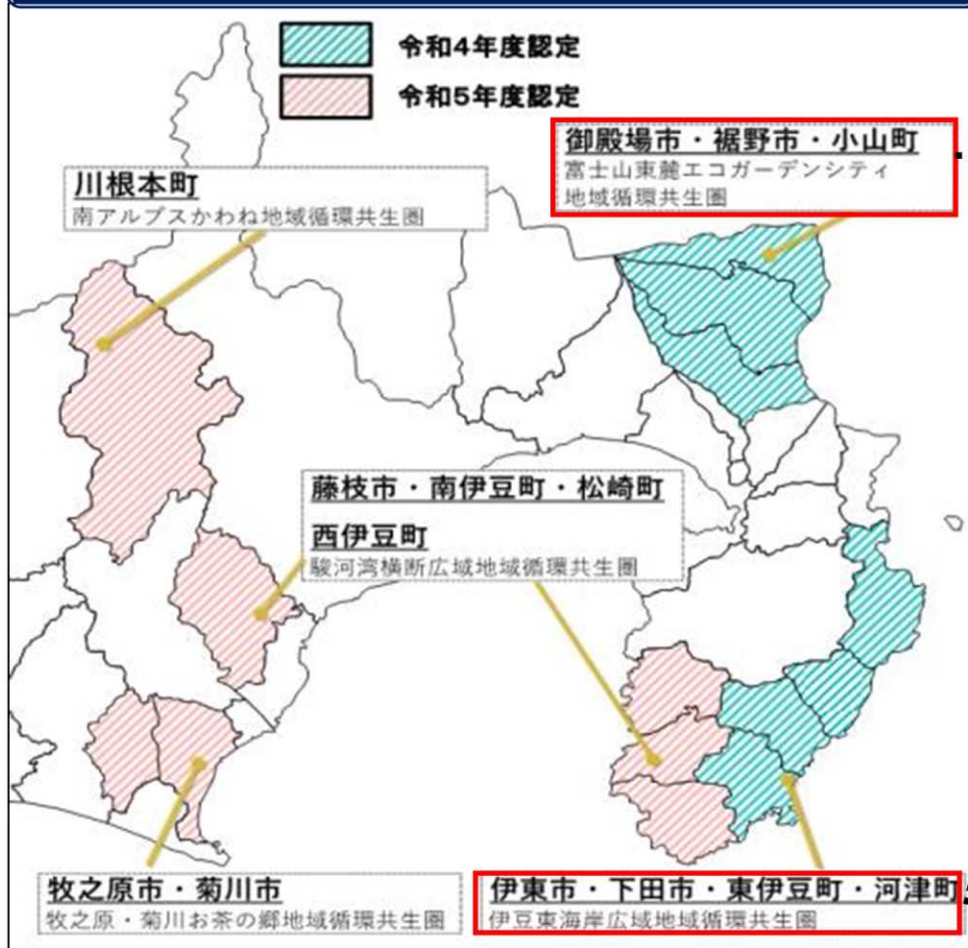 令和4年度認定
令和5年度認定
御殿場市・裾野市・小山町
富士山東麓エコガーデンシティ
地域循環共生圏
川根本町
南アルプスかわね地域循環共生圏
藤枝市・南伊豆町・松崎町
西伊豆町
駿河湾横断広域地域循環共生圏
牧之原市・菊川市
牧之原・菊川お茶の郷地域循環共生圏
伊東市・下田市・東伊豆町・河津町
伊豆東海岸広域地域循環共生圏